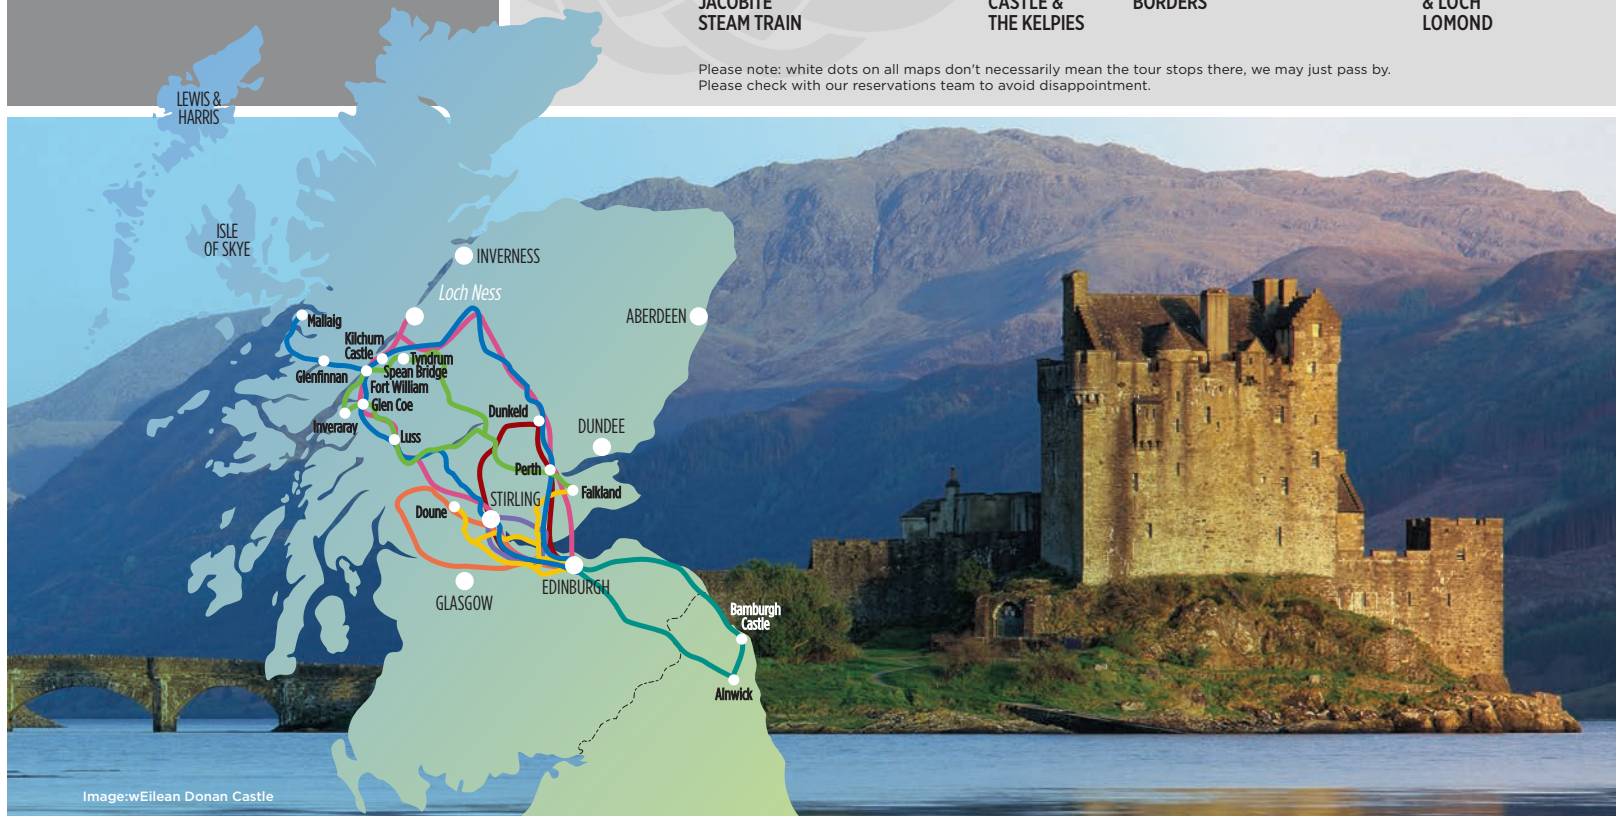 JACOBITE
STEAM TRAIN
CASTLE &
THE KELPIES
BORDERS
& LOCH
LOMOND
Please note: white dots on all maps don't necessarily mean the tour stops there, we may just pass by.
Please check with our reservations team to avoid disappointment.
LEWIS &
HARRIS
ISLE
OF SKYE
INVERNESS
Loch Ness
ABERDEEN
Mallaig
Kilchurn
Castle
Tyndrum
Spean Bridge
Glenfinnan
Fort William
Glen Coe
Inveraray
Luss
Dunkeld
DUNDEE
Perth
Falkland
STIRLING
Doune
EDINBURGH
GLASGOW
Bamburgh
Castle
Alnwick
Image:wEilean Donan Castle